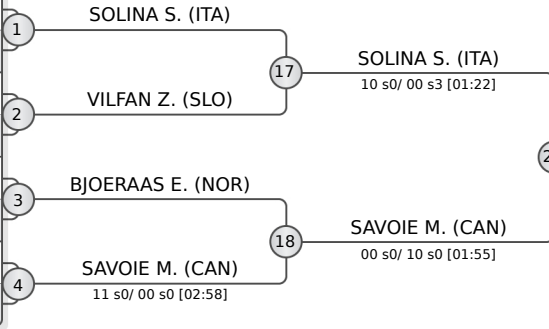 SOLINA S. (ITA)
1
17
SOLINA S. (ITA)
10 s0/ 00 s3 [01:22]
VILFAN Z. (SLO)
2
BJOERAAS E. (NOR)
3
18
SAVOIE M. (CAN)
00 s0/ 10 s0 [01:55]
SAVOIE M. (CAN)
4
11 s0/ 00 s0 [02:58]